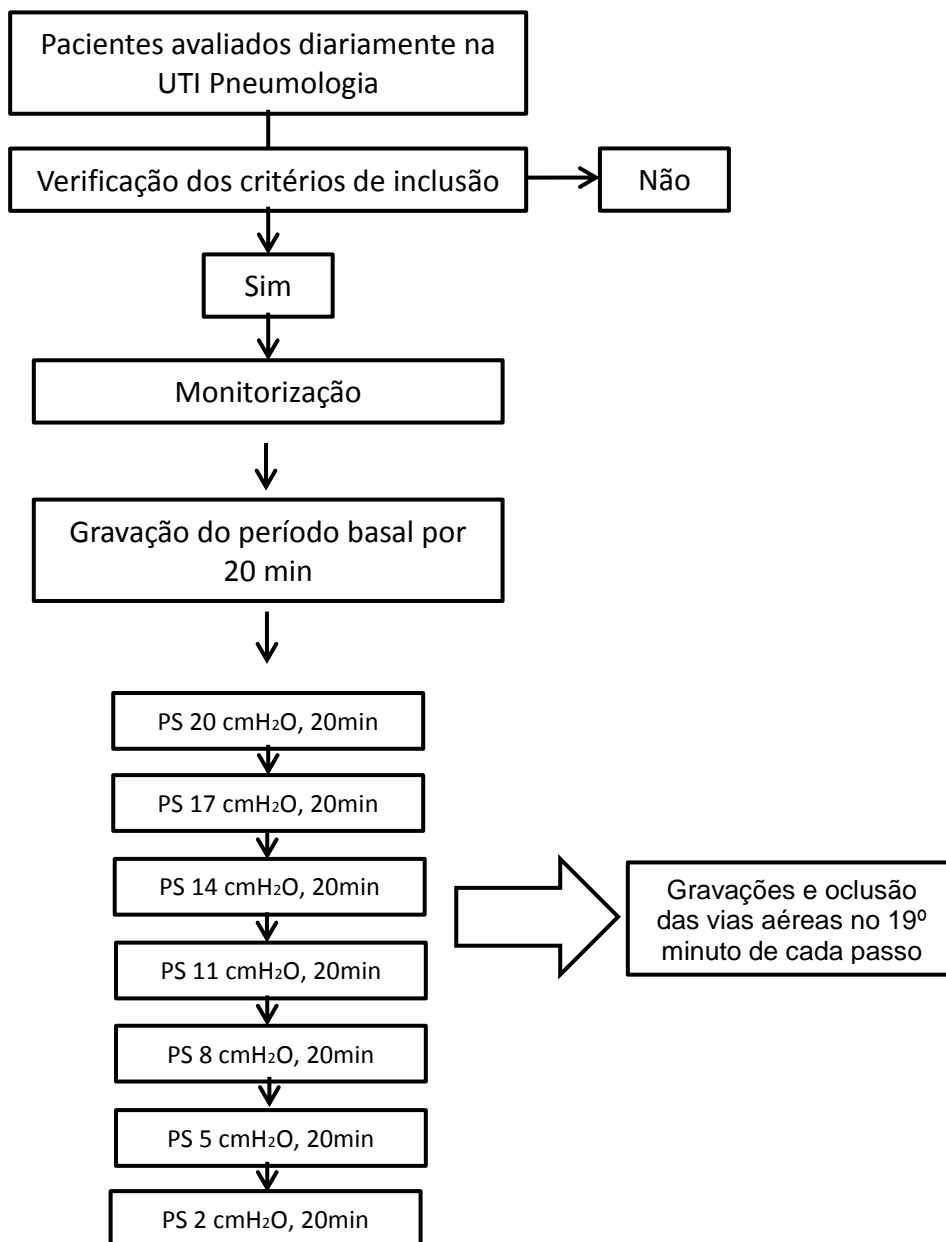 Pacientes avaliados diariamente na
UTI Pneumologia
Verificação dos critérios de inclusão
Não
Sim
Monitorização
Gravação do período basal por
20 min
PS 20 cmH₂O, 20min
PS 17 cmH₂O, 20min
PS 14 cmH₂O, 20min
Gravações e oclusão
das vias aéreas no 19º
minuto de cada passo
PS 11 cmH₂O, 20min
PS 8 cmH₂O, 20min
PS 5 cmH₂O, 20min
PS 2 cmH₂O, 20min